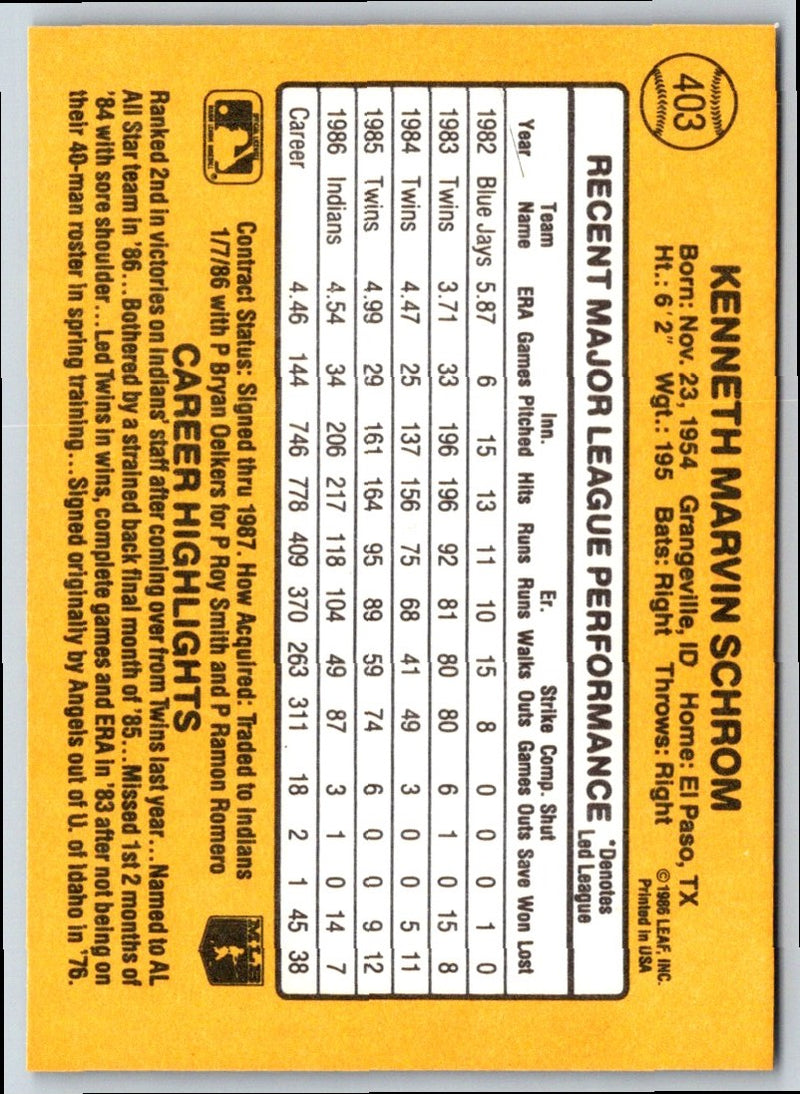 403
KENNETH MARVIN SCHROM
Born: Nov. 23, 1954 Grangeville, ID Home: El Paso, TX
Ht.: 6'2" Wgt.: 195 Bats: Right Throws: Right
©1986 LEAF, INC.
Printed in USA
RECENT MAJOR LEAGUE PERFORMANCE
*Denotes
Led League
Team Inn. Er. Strike Comp. Shut
Year Name ERA Games Pitched Hits Runs Runs Walks Outs Games Outs Save Won Lost
1982 Blue Jays 5.87 6 15 13 11 10 15 8 0 0 0 1 0
1983 Twins 3.71 33 196 196 92 81 80 80 6 1 0 15 8
1984 Twins 4.47 25 137 156 75 68 41 49 3 0 0 5 11
1985 Twins 4.99 29 161 164 95 89 59 74 6 0 0 9 12
1986 Indians 4.54 34 206 217 118 104 49 87 3 1 0 14 7
Career 4.46 144 746 778 409 370 263 311 18 2 1 45 38
Contract Status: Signed thru 1987. How Acquired: Traded to Indians
1/7/86 with P Bryan Oelkers for P Roy Smith and P Ramon Romero
MLB
CAREER HIGHLIGHTS
Ranked 2nd in victories on Indians' staff after coming over from Twins last year...Named to AL
All Star team in '86...Bothered by a strained back final month of '85...Missed 1st 2 months of
'84 with sore shoulder...Led Twins in wins, complete games and ERA in '83 after not being on
their 40-man roster in spring training...Signed originally by Angels out of U. of Idaho in '76.